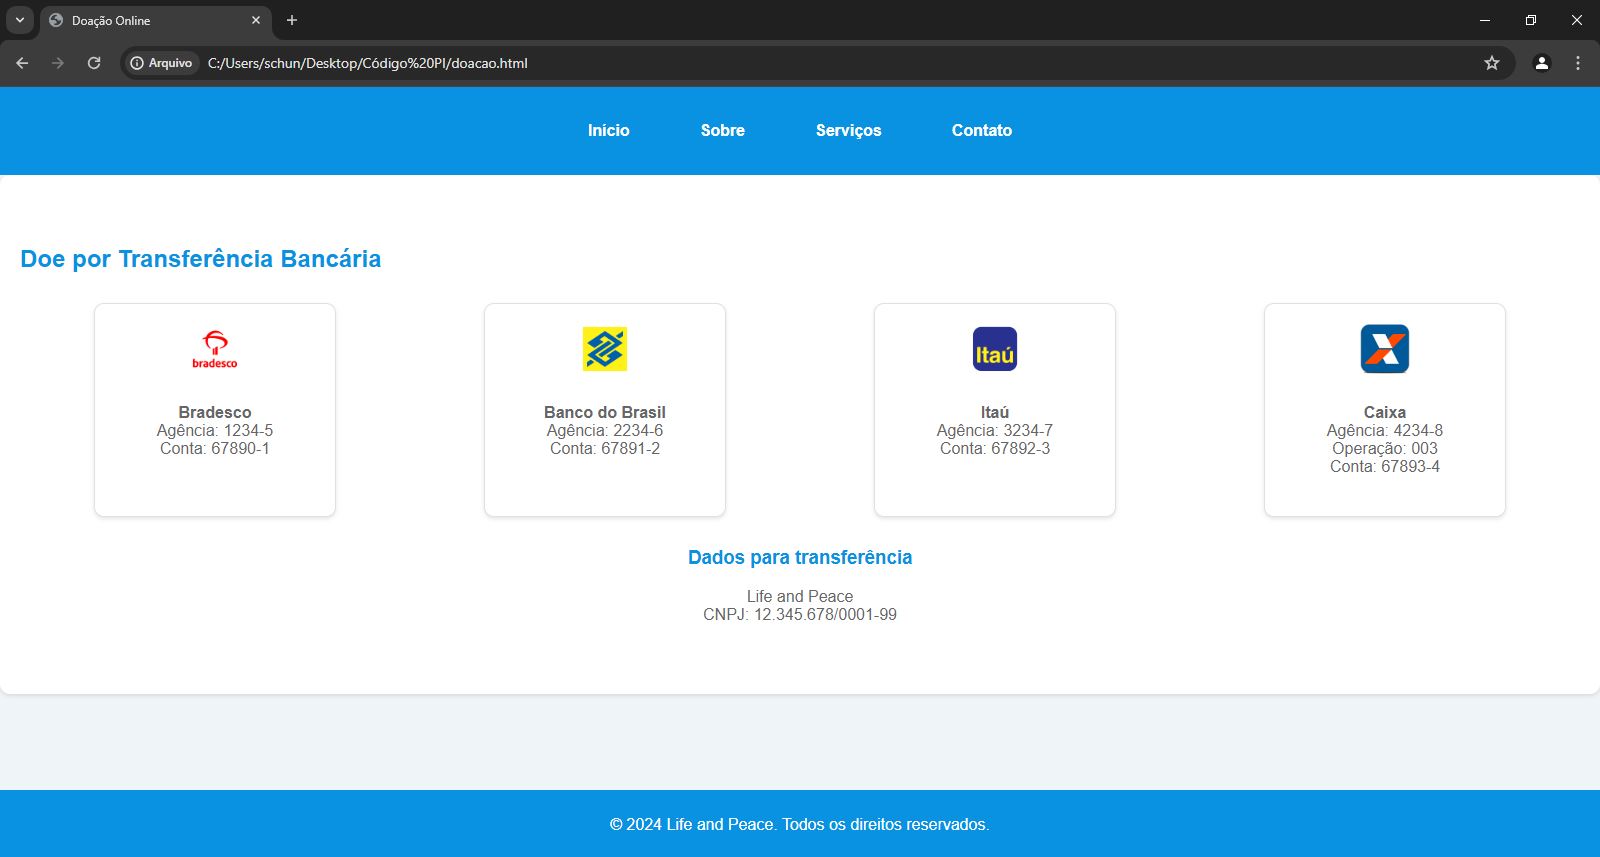 Doação Online
Arquivo
C:/Users/schun/Desktop/Código%20PI/doacao.html
Início
Sobre
Serviços
Contato
Doe por Transferência Bancária
bradesco
Bradesco
Agência: 1234-5
Conta: 67890-1
Banco do Brasil
Agência: 2234-6
Conta: 67891-2
Itaú
Itaú
Agência: 3234-7
Conta: 67892-3
Caixa
Agência: 4234-8
Operação: 003
Conta: 67893-4
Dados para transferência
Life and Peace
CNPJ: 12.345.678/0001-99
© 2024 Life and Peace. Todos os direitos reservados.